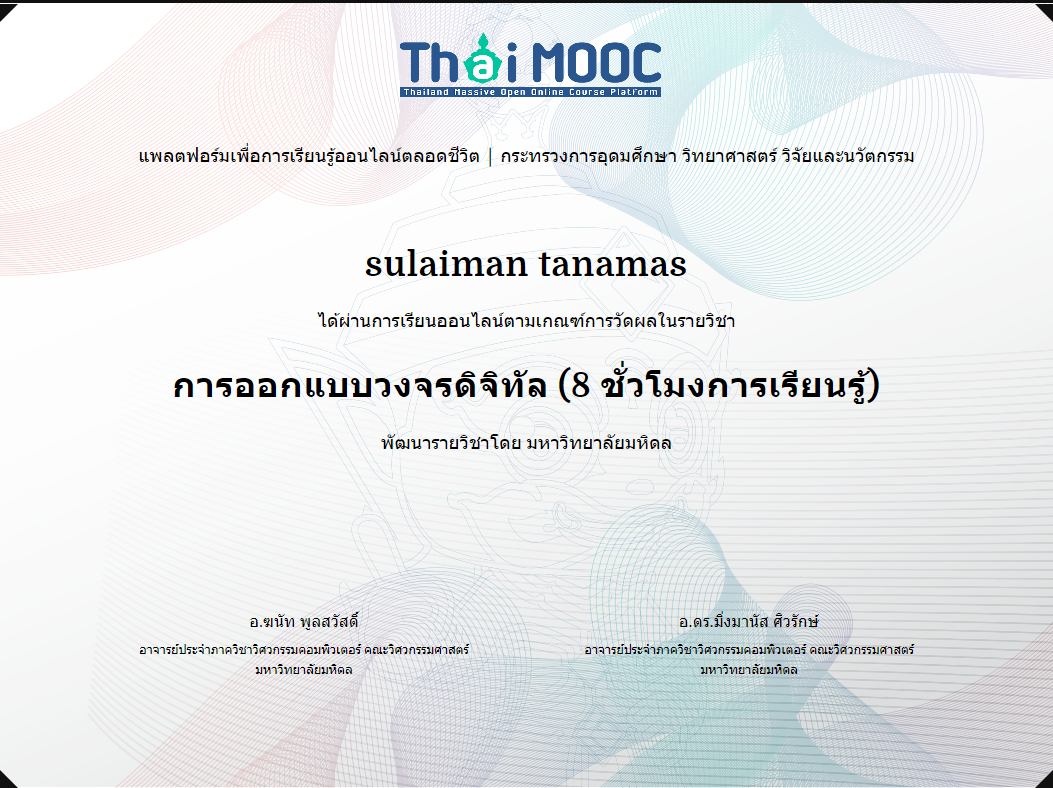 Thai MOOC
Thailand Massive Open Online Course Platform
แพลตฟอร์มเพื่อการเรียนรู้ออนไลน์ตลอดชีวิต | กระทรวงการอุดมศึกษา วิทยาศาสตร์ วิจัยและนวัตกรรม
sulaiman tanamas
ได้ผ่านการเรียนออนไลน์ตามเกณฑ์การวัดผลในรายวิชา
การออกแบบวงจรดิจิทัล (8 ชั่วโมงการเรียนรู้)
พัฒนารายวิชาโดย มหาวิทยาลัยมหิดล
อ.ฆนัท พูลสวัสดิ์ อ.ดร.มิ่งมานัส ศิวรักษ์
อาจารย์ประจำภาควิชาวิศวกรรมคอมพิวเตอร์ คณะวิศวกรรมศาสตร์ อาจารย์ประจำภาควิชาวิศวกรรมคอมพิวเตอร์ คณะวิศวกรรมศาสตร์
มหาวิทยาลัยมหิดล มหาวิทยาลัยมหิดล